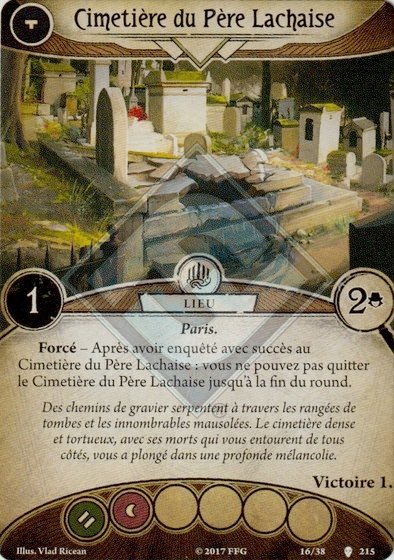 Cimetière du Père Lachaise
1
LIEU
2
Paris.
Forcé – Après avoir enquêté avec succès au
Cimetière du Père Lachaise : vous ne pouvez pas quitter
le Cimetière du Père Lachaise jusqu'à la fin du round.
Des chemins de gravier serpentent à travers les rangées de
tombes et les innombrables mausolées. Le cimetière dense
et tortueux, avec ses morts qui vous entourent de tous
côtés, vous a plongé dans une profonde mélancolie.
Victoire 1.
Illus. Vlad Ricean © 2017 FFG 16/38 215